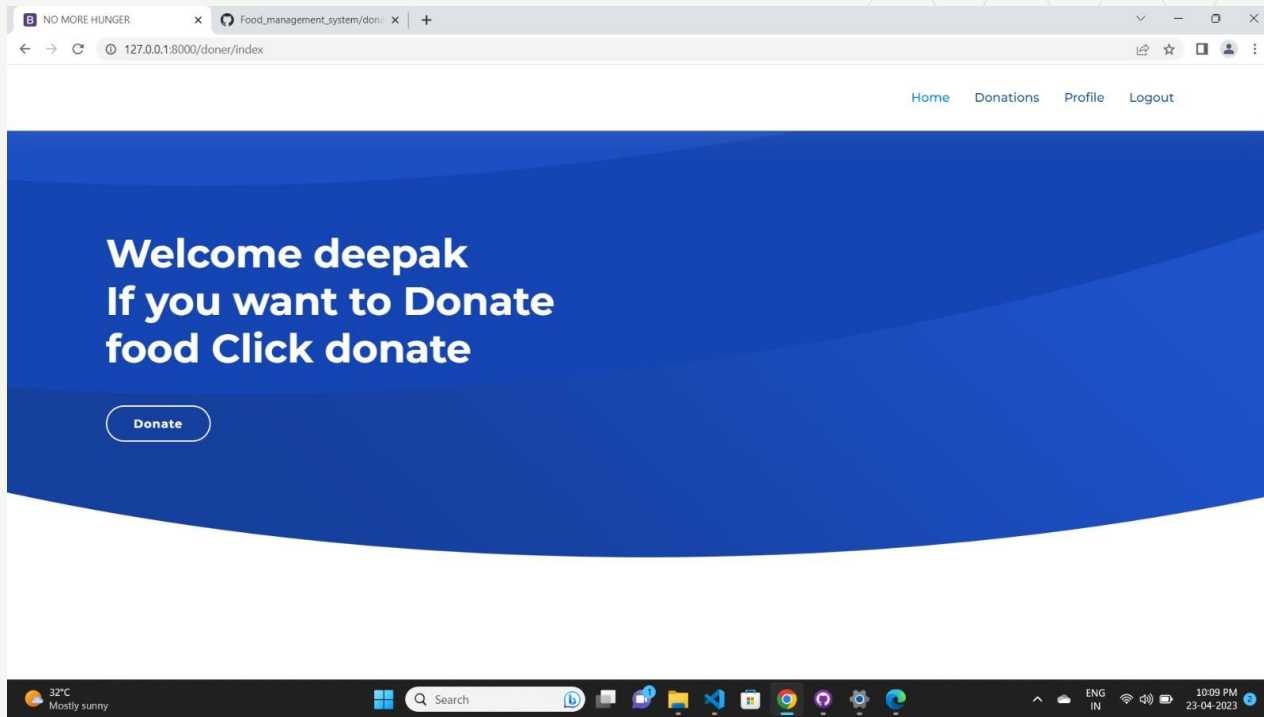 B NO MORE HUNGER
Food_management_system/dona
127.0.0.1:8000/doner/index
Home Donations Profile Logout
Welcome deepak
If you want to Donate
food Click donate
Donate
32°C
Mostly sunny
Search
ENG
IN
10:09 PM
23-04-2023
2